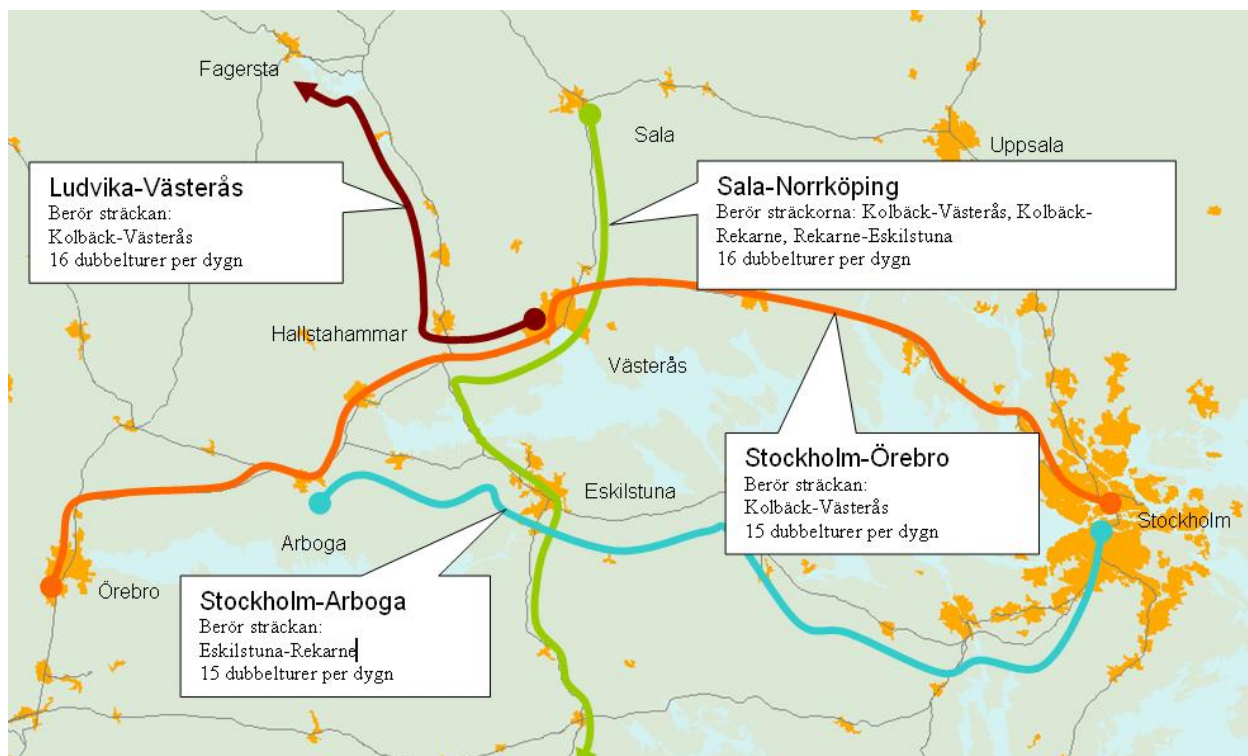 Fagersta
Sala
Uppsala
Ludvika-Västerås
Berör sträckan:
Kolbäck-Västerås
16 dubbelturer per dygn
Sala-Norrköping
Berör sträckorna: Kolbäck-Västerås, Kolbäck-
Rekarne, Rekarne-Eskilstuna
16 dubbelturer per dygn
Hallstahammar
Västerås
Stockholm-Örebro
Berör sträckan:
Kolbäck-Västerås
15 dubbelturer per dygn
Eskilstuna
Stockholm
Arboga
Örebro
Stockholm-Arboga
Berör sträckan:
Eskilstuna-Rekarne
15 dubbelturer per dygn